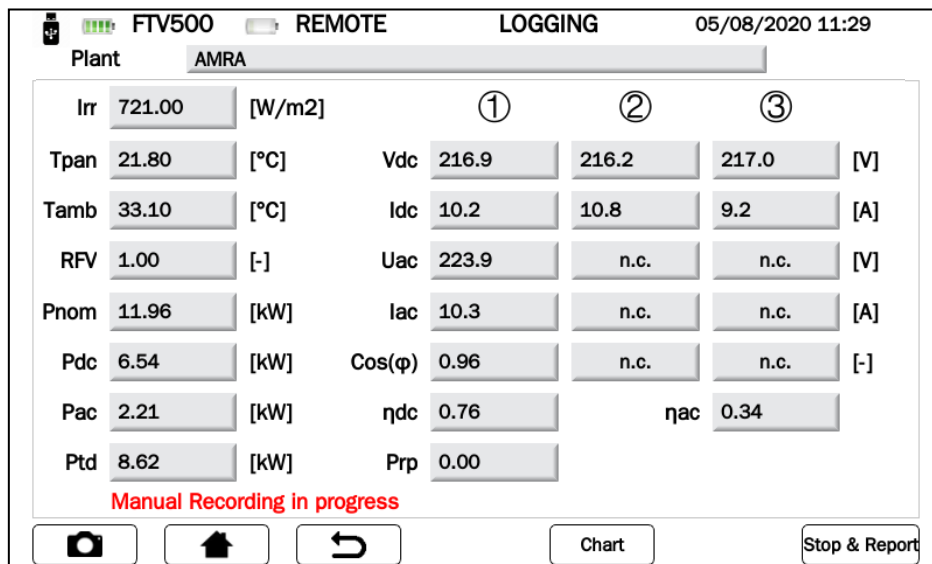 FTV500 REMOTE LOGGING 05/08/2020 11:29
Plant AMRA
Irr 721.00 [W/m2] ① ② ③
Tpan 21.80 [°C] Vdc 216.9 216.2 217.0 [V]
Tamb 33.10 [°C] Idc 10.2 10.8 9.2 [A]
RFV 1.00 [-] Uac 223.9 n.c. n.c. [V]
Pnom 11.96 [kW] Iac 10.3 n.c. n.c. [A]
Pdc 6.54 [kW] Cos(φ) 0.96 n.c. n.c. [-]
Pac 2.21 [kW] ηdc 0.76 ηac 0.34
Ptd 8.62 [kW] Prp 0.00
Manual Recording in progress
Chart Stop & Report